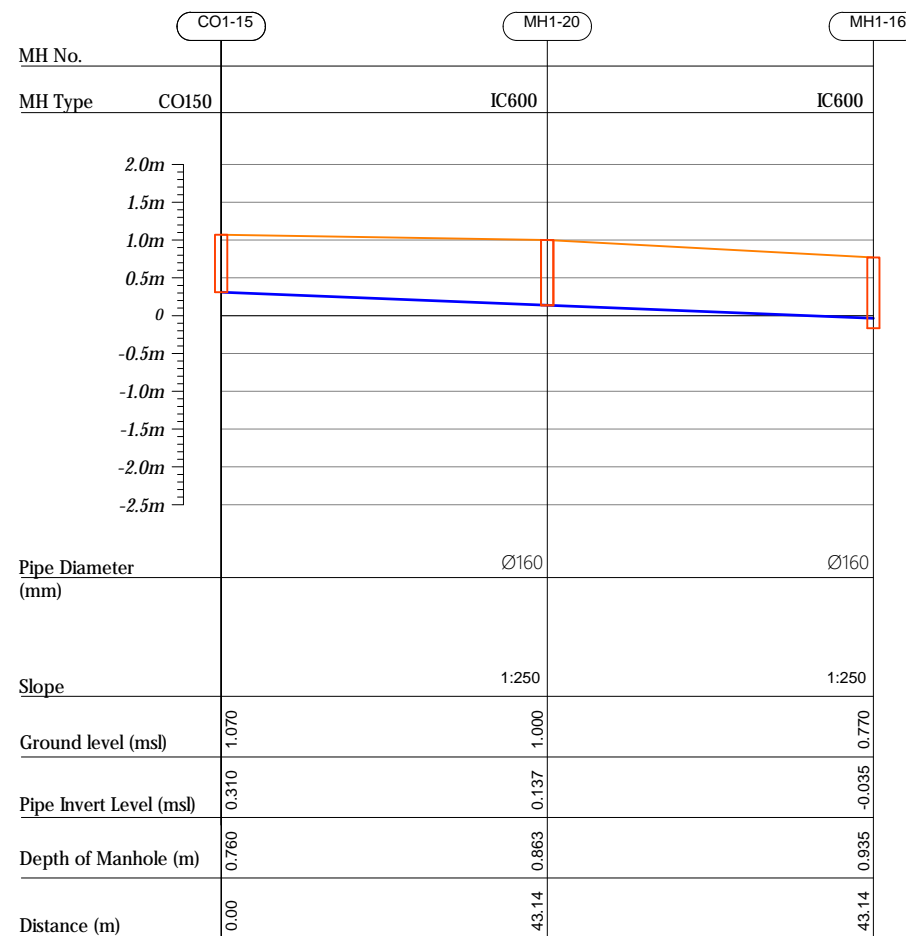 CO1-15 MH1-20 MH1-16
MH No.
MH Type CO150 IC600 IC600
2.0m
1.5m
1.0m
0.5m
0
-0.5m
-1.0m
-1.5m
-2.0m
-2.5m
Pipe Diameter Ø160 Ø160
(mm)
Slope 1:250 1:250
Ground level (msl) 1.070 1.000 0.770
Pipe Invert Level (msl) 0.310 0.137 -0.035
Depth of Manhole (m) 0.760 0.863 0.935
Distance (m) 0.00 43.14 43.14